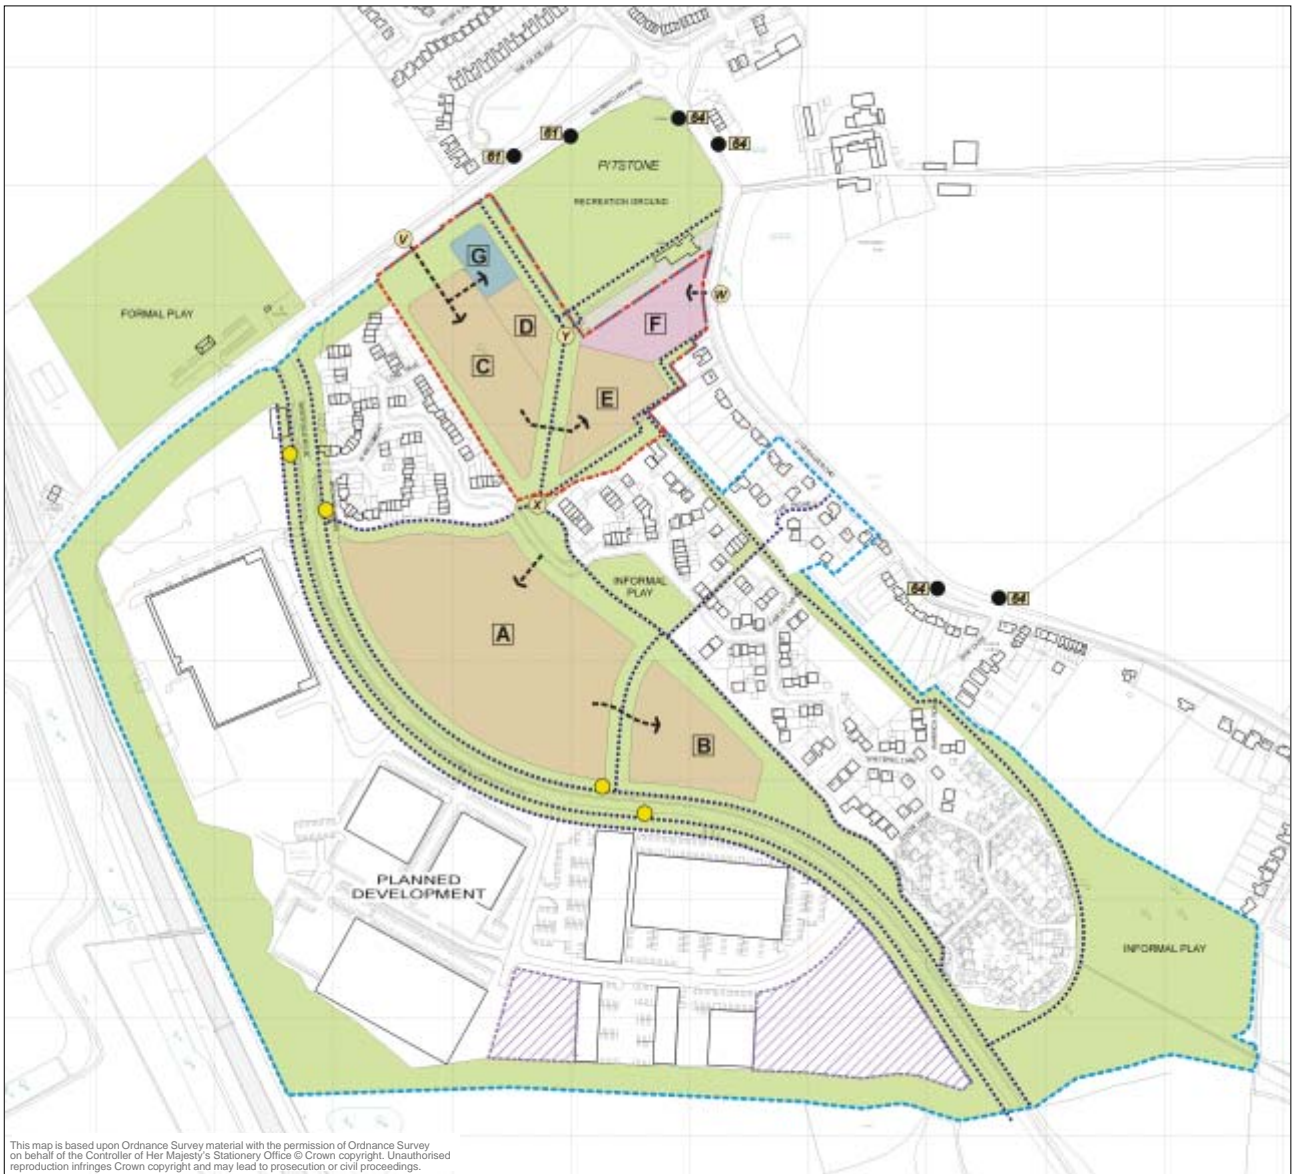 61
61
64
64
PITSTONE
RECREATION GROUND
V
G
W
FORMAL PLAY
D
F
Y
C
E
X
64
64
INFORMAL
PLAY
A
B
PLANNED
DEVELOPMENT
INFORMAL PLAY
This map is based upon Ordnance Survey material with the permission of Ordnance Survey
on behalf of the Controller of Her Majesty's Stationery Office © Crown copyright. Unauthorised
reproduction infringes Crown copyright and may lead to prosecution or civil proceedings.